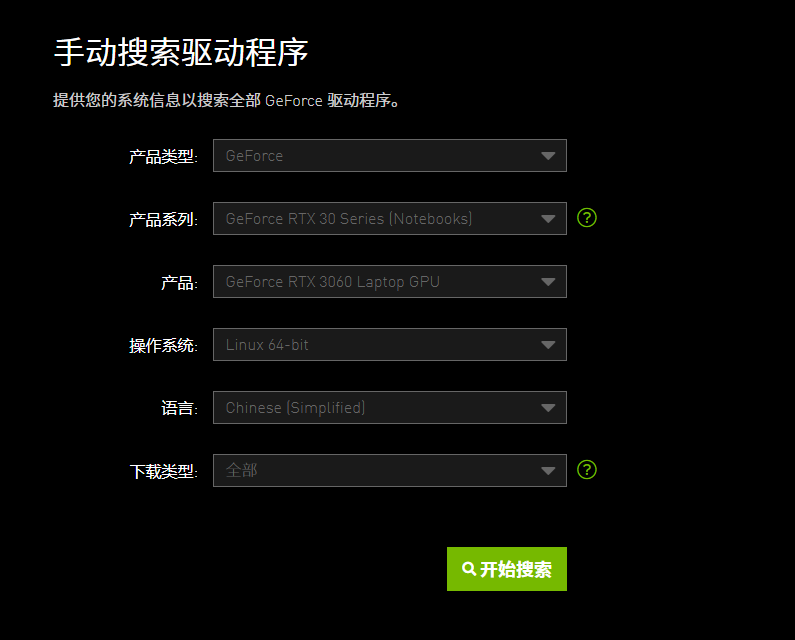 手动搜索驱动程序
提供您的系统信息以搜索全部 GeForce 驱动程序。
产品类型: GeForce
产品系列: GeForce RTX 30 Series (Notebooks) ?
产品: GeForce RTX 3060 Laptop GPU
操作系统: Linux 64-bit
语言: Chinese (Simplified)
下载类型: 全部 ?
开始搜索